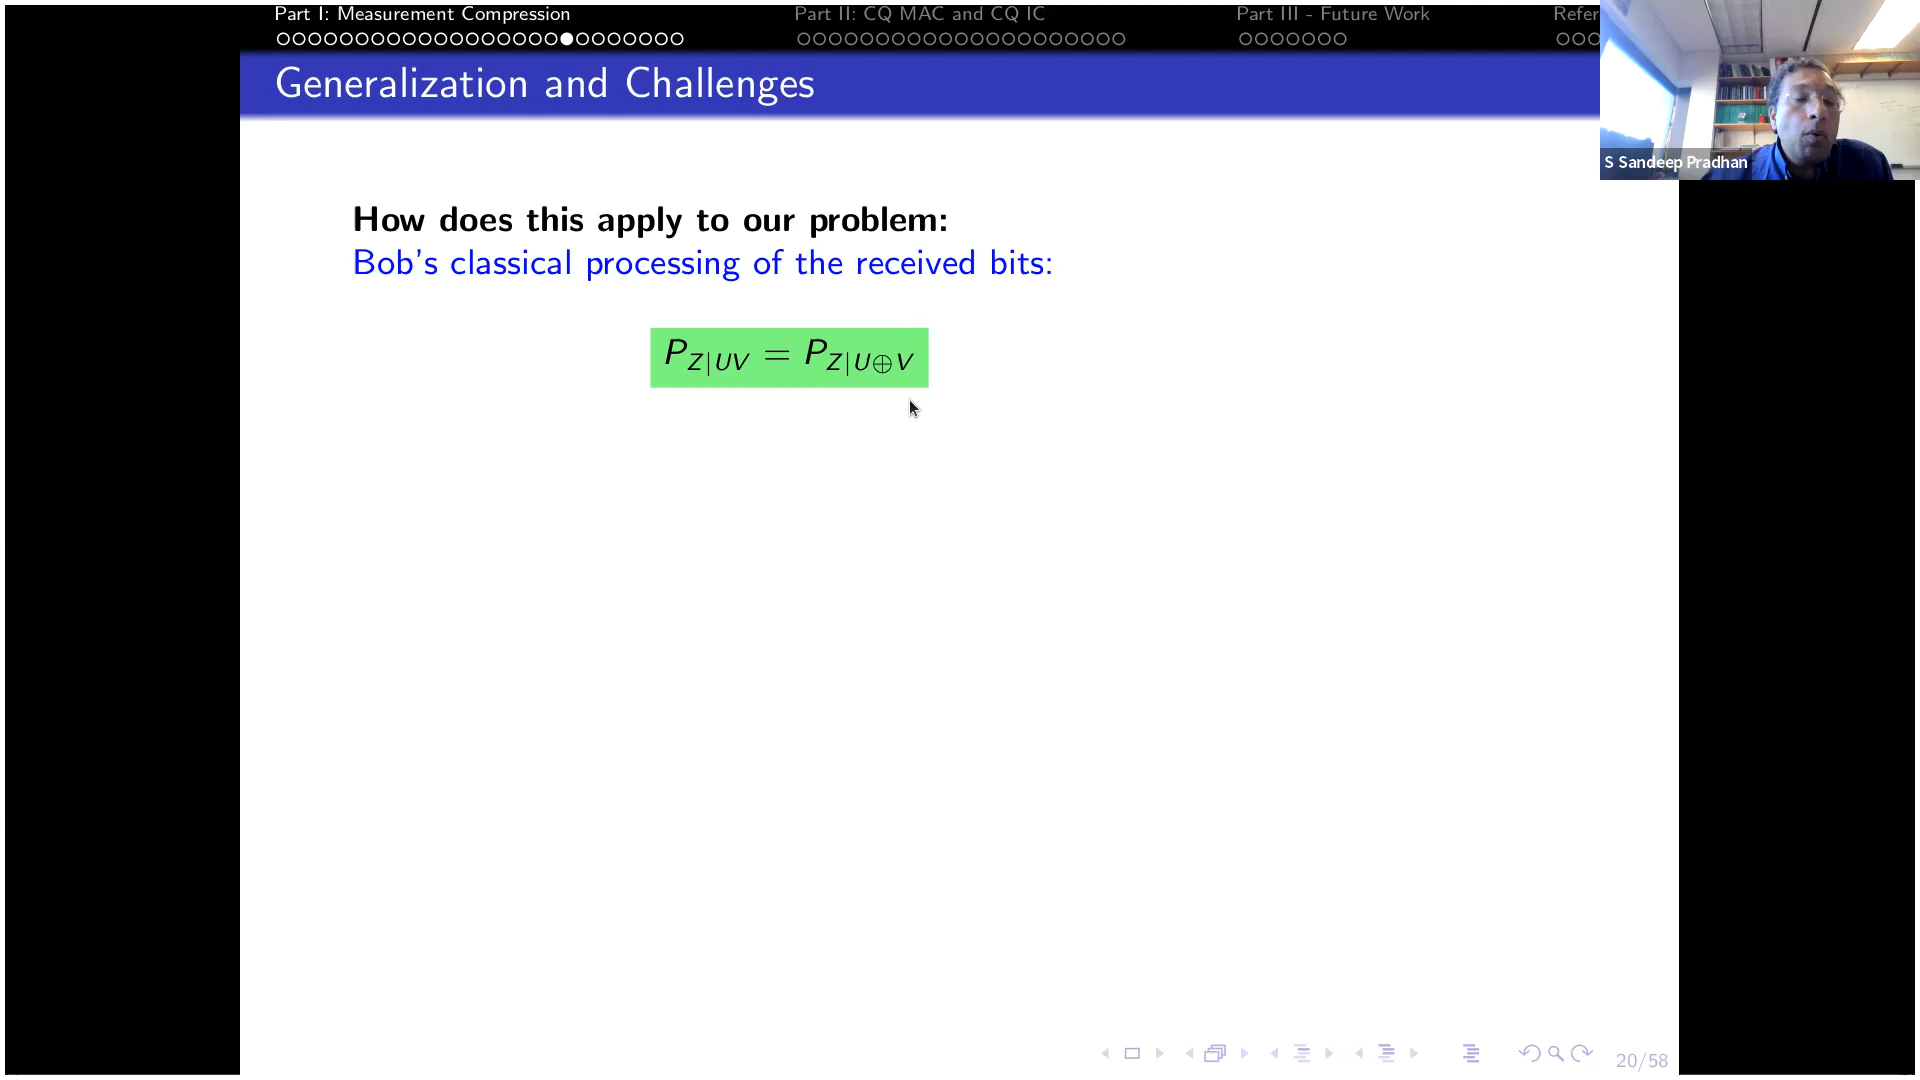 Part I: Measurement Compression
Part II: CQ MAC and CQ IC
Part III - Future Work
Refer
Generalization and Challenges
S Sandeep Pradhan
How does this apply to our problem:
Bob's classical processing of the received bits:
P_{Z|UV} = P_{Z|U⊕V}
20/58